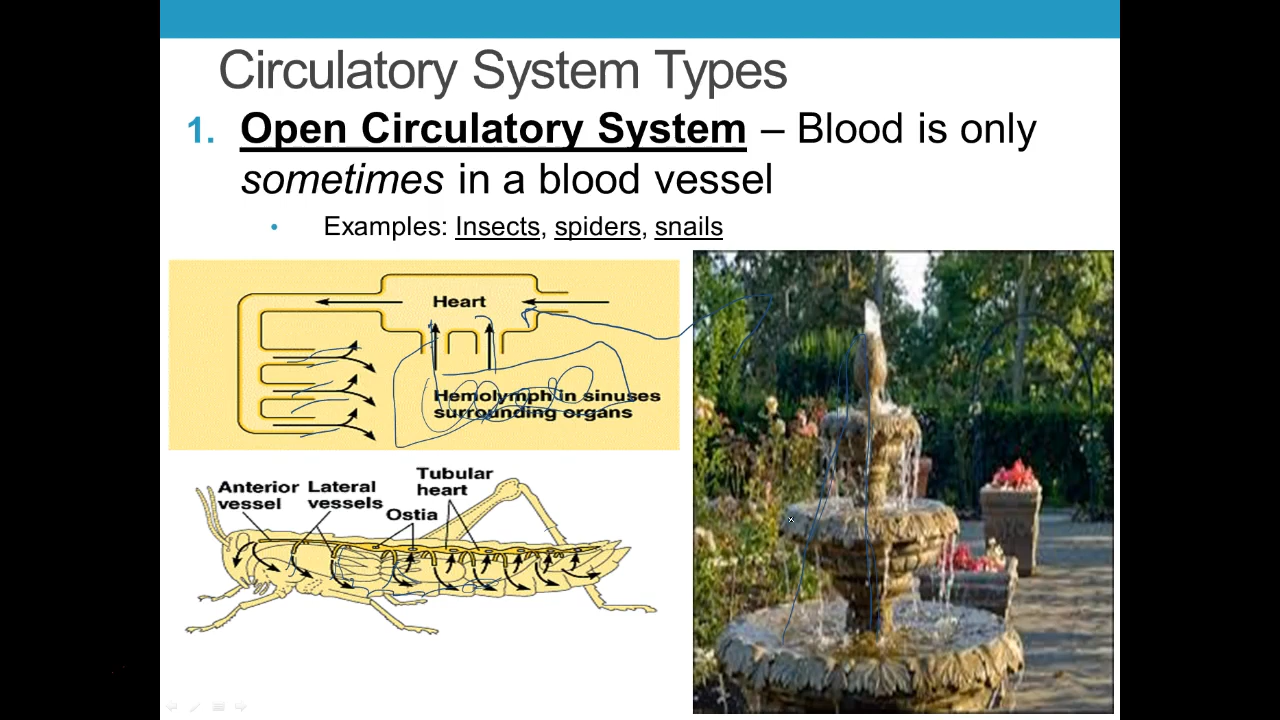 Circulatory System Types
1. Open Circulatory System – Blood is only
sometimes in a blood vessel
• Examples: Insects, spiders, snails
Heart
Hemolymph in sinuses
surrounding organs
Anterior
vessel
Lateral
vessels
Ostia
Tubular
heart